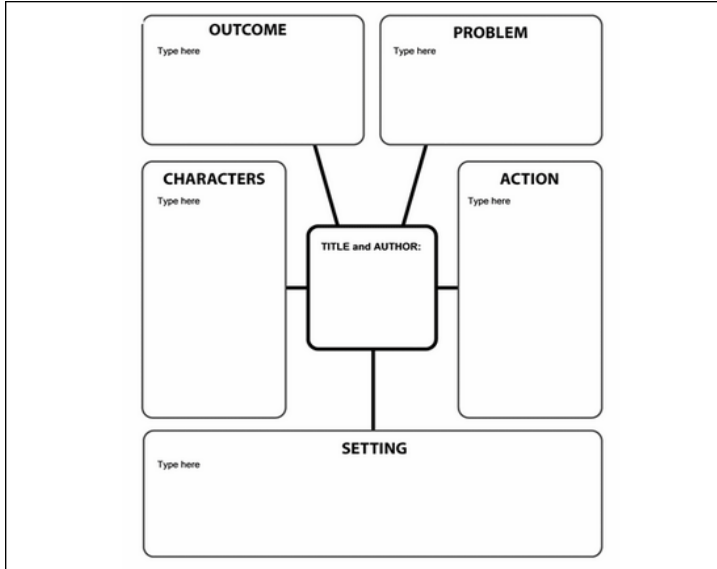 OUTCOME
Type here
PROBLEM
Type here
CHARACTERS
Type here
ACTION
Type here
TITLE and AUTHOR:
SETTING
Type here